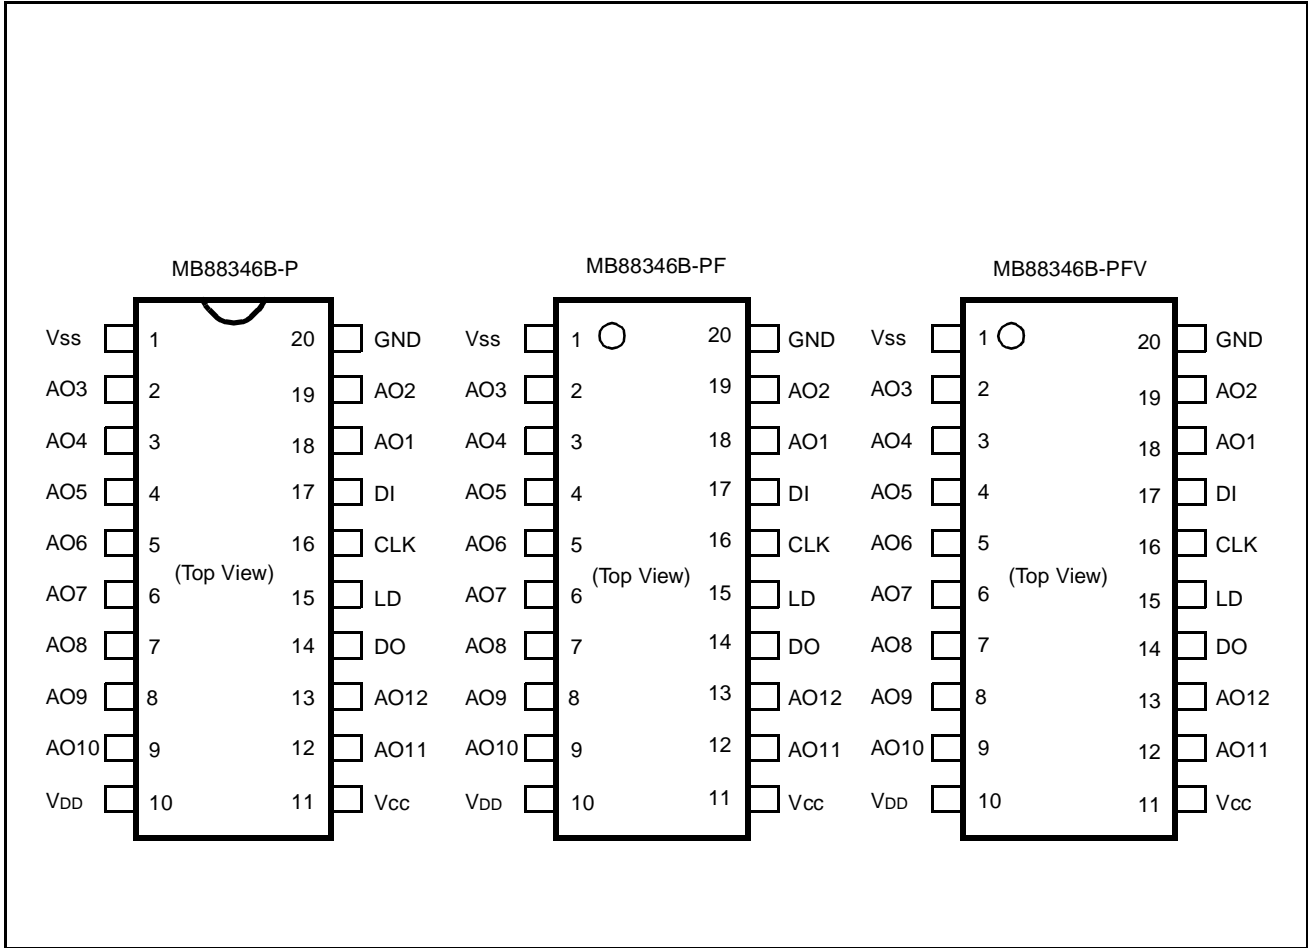 MB88346B-P MB88346B-PF MB88346B-PFV
Vss 1 20 GND Vss 1 20 GND Vss 1 20 GND
AO3 2 19 AO2 AO3 2 19 AO2 AO3 2 19 AO2
AO4 3 18 AO1 AO4 3 18 AO1 AO4 3 18 AO1
AO5 4 17 DI AO5 4 17 DI AO5 4 17 DI
AO6 5 16 CLK AO6 5 16 CLK AO6 5 16 CLK
(Top View) (Top View) (Top View)
AO7 6 15 LD AO7 6 15 LD AO7 6 15 LD
AO8 7 14 DO AO8 7 14 DO AO8 7 14 DO
AO9 8 13 AO12 AO9 8 13 AO12 AO9 8 13 AO12
AO10 9 12 AO11 AO10 9 12 AO11 AO10 9 12 AO11
VDD 10 11 Vcc VDD 10 11 Vcc VDD 10 11 Vcc